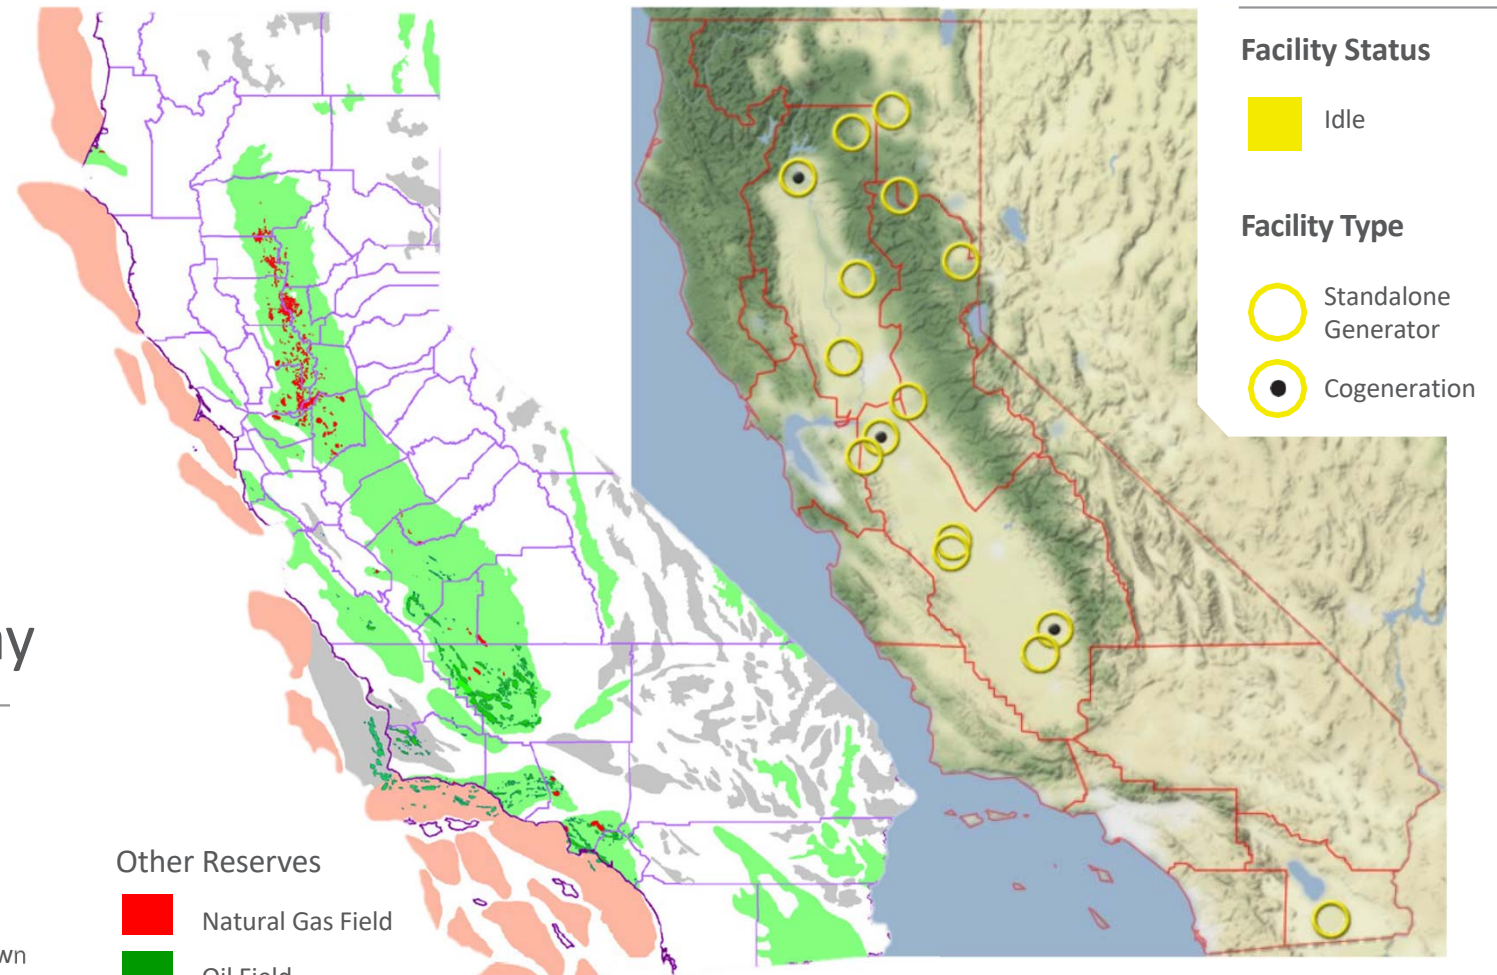 Facility Status
Idle
Facility Type
Standalone
Generator
Cogeneration
Other Reserves
Natural Gas Field